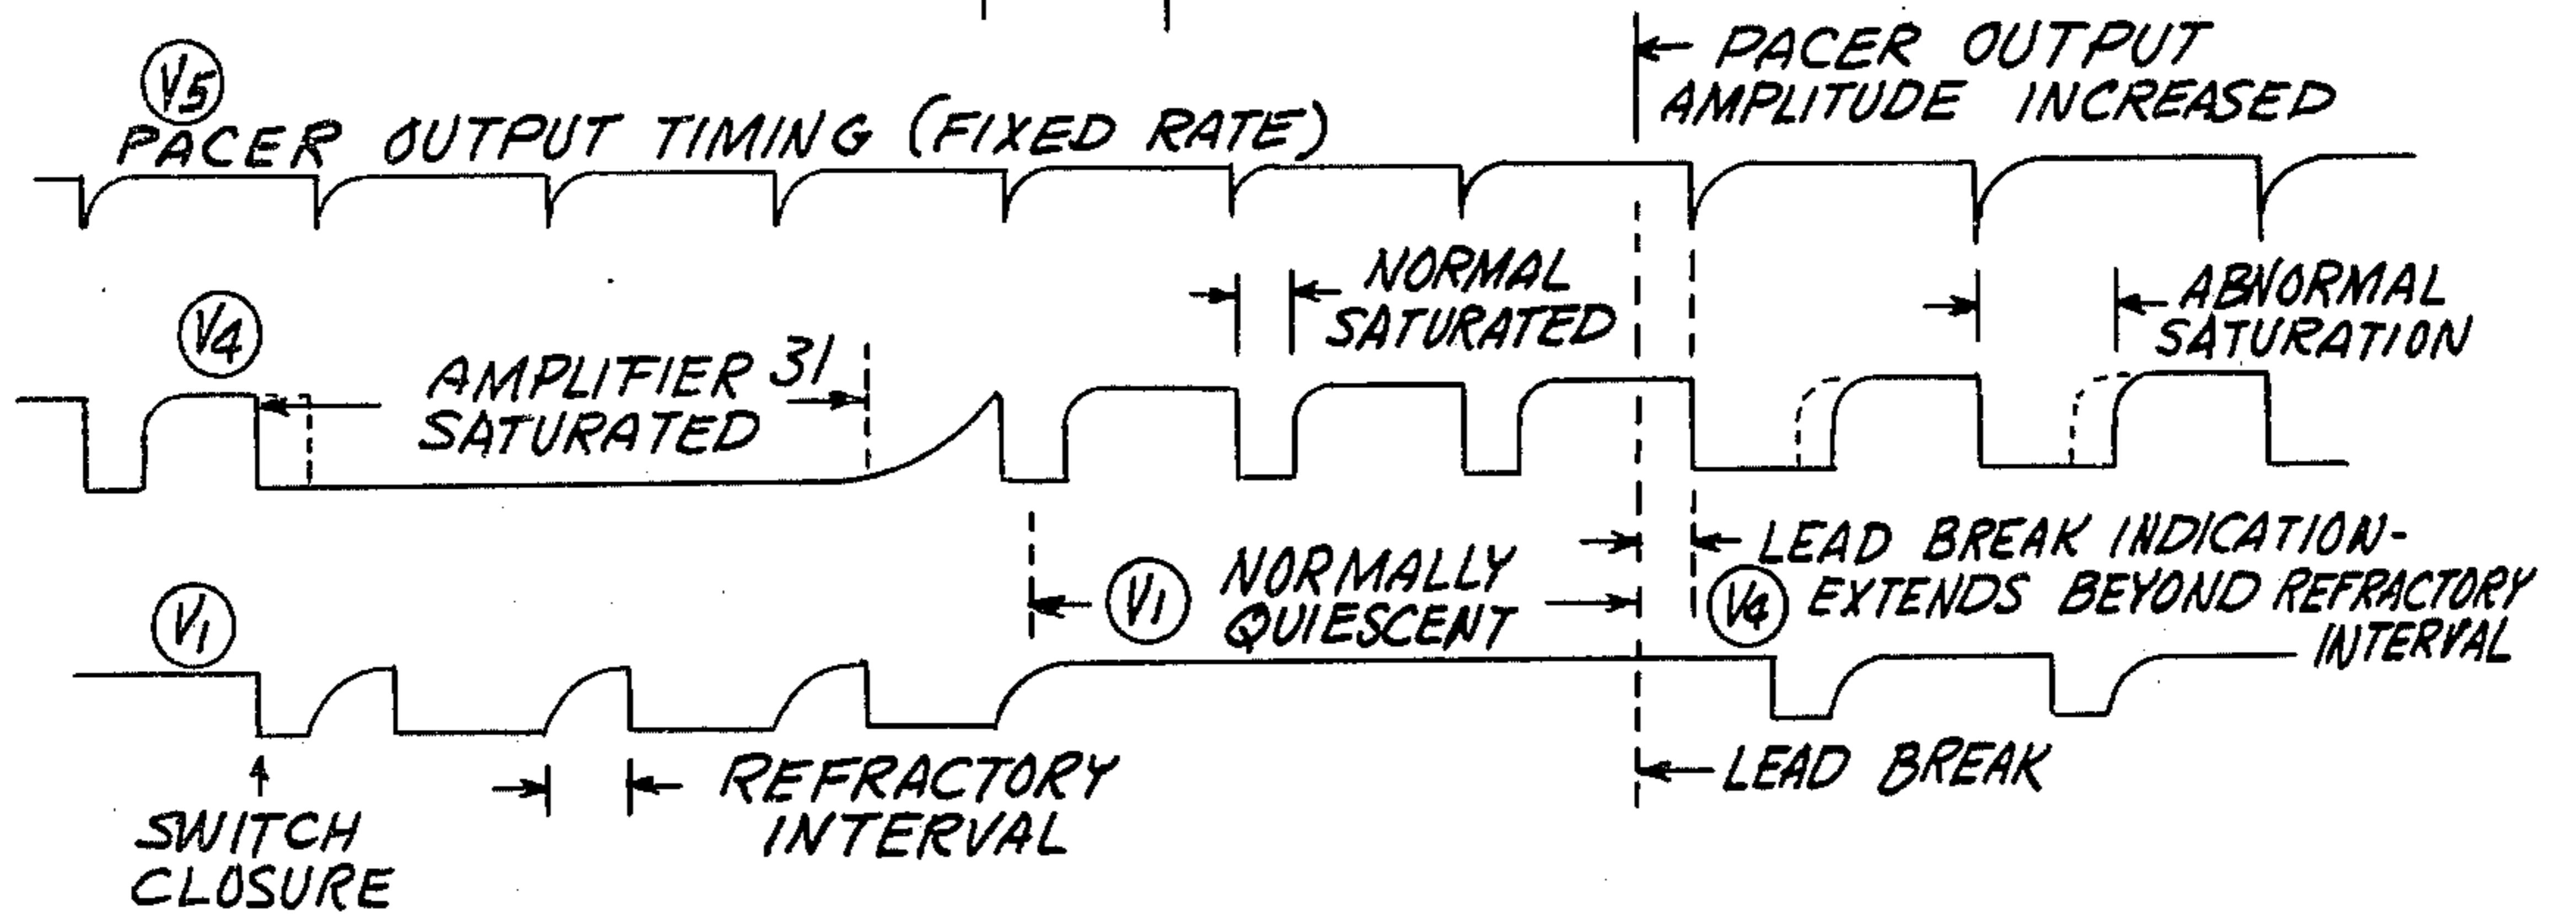 V5
PACER OUTPUT TIMING (FIXED RATE)
PACER OUTPUT
AMPLITUDE INCREASED
V4
AMPLIFIER 31
SATURATED
NORMAL
SATURATED
ABNORMAL
SATURATION
V1
V1 NORMALLY
QUIESCENT
LEAD BREAK INDICATION-
V4 EXTENDS BEYOND REFRACTORY
INTERVAL
SWITCH
CLOSURE
REFRACTORY
INTERVAL
LEAD BREAK